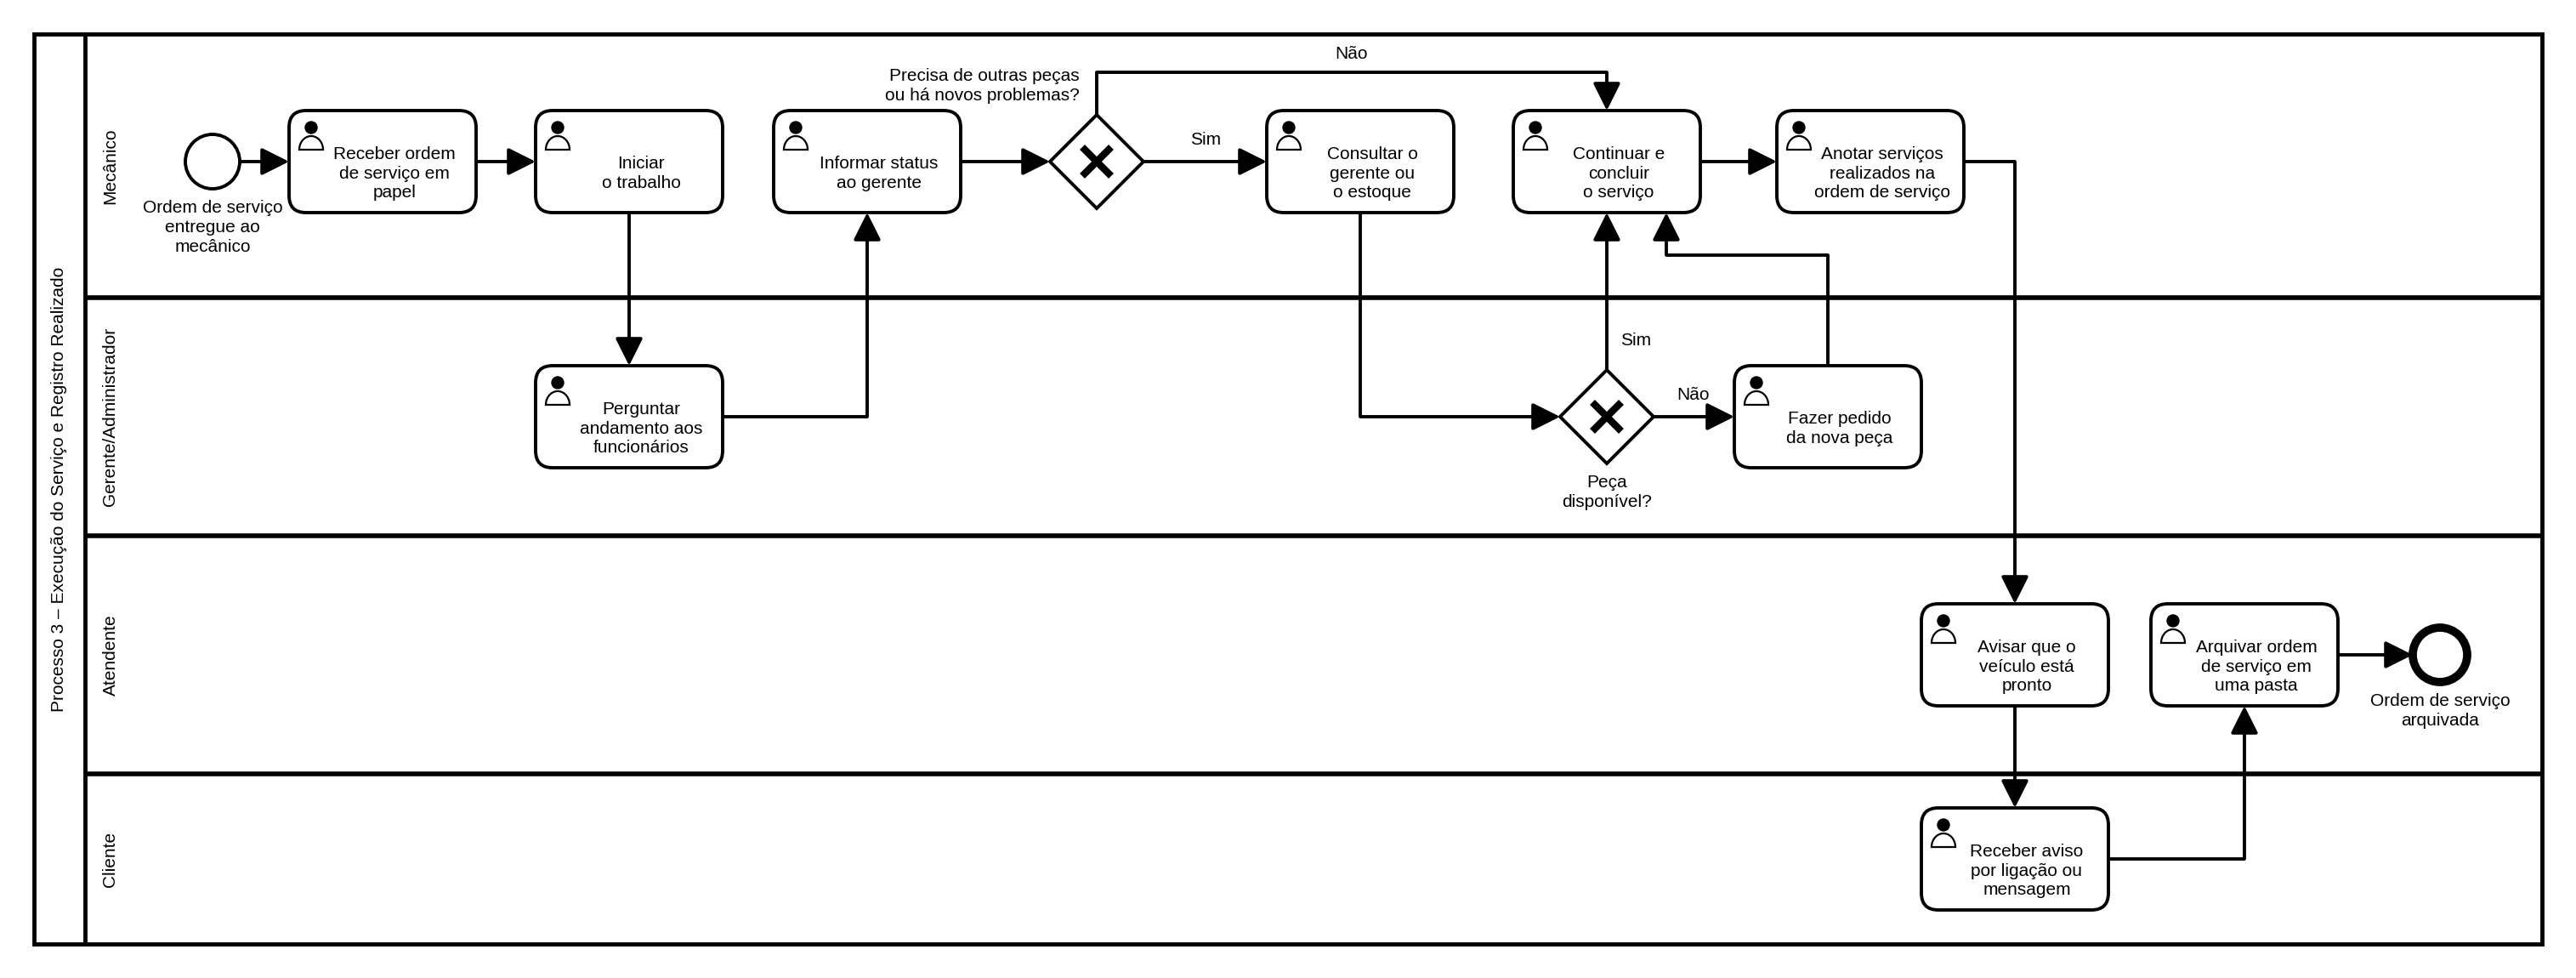 Processo 3 – Execução do Serviço e Registro Realizado
Mecânico
Ordem de serviço
entregue ao
mecânico
Receber ordem
de serviço em
papel
Iniciar
o trabalho
Informar status
ao gerente
Precisa de outras peças
ou há novos problemas?
Não
Sim
Consultar o
gerente ou
o estoque
Continuar e
concluir
o serviço
Anotar serviços
realizados na
ordem de serviço
Gerente/Administrador
Perguntar
andamento aos
funcionários
Sim
Não
Peça
disponível?
Fazer pedido
da nova peça
Atendente
Avisar que o
veículo está
pronto
Arquivar ordem
de serviço em
uma pasta
Ordem de serviço
arquivada
Cliente
Receber aviso
por ligação ou
mensagem